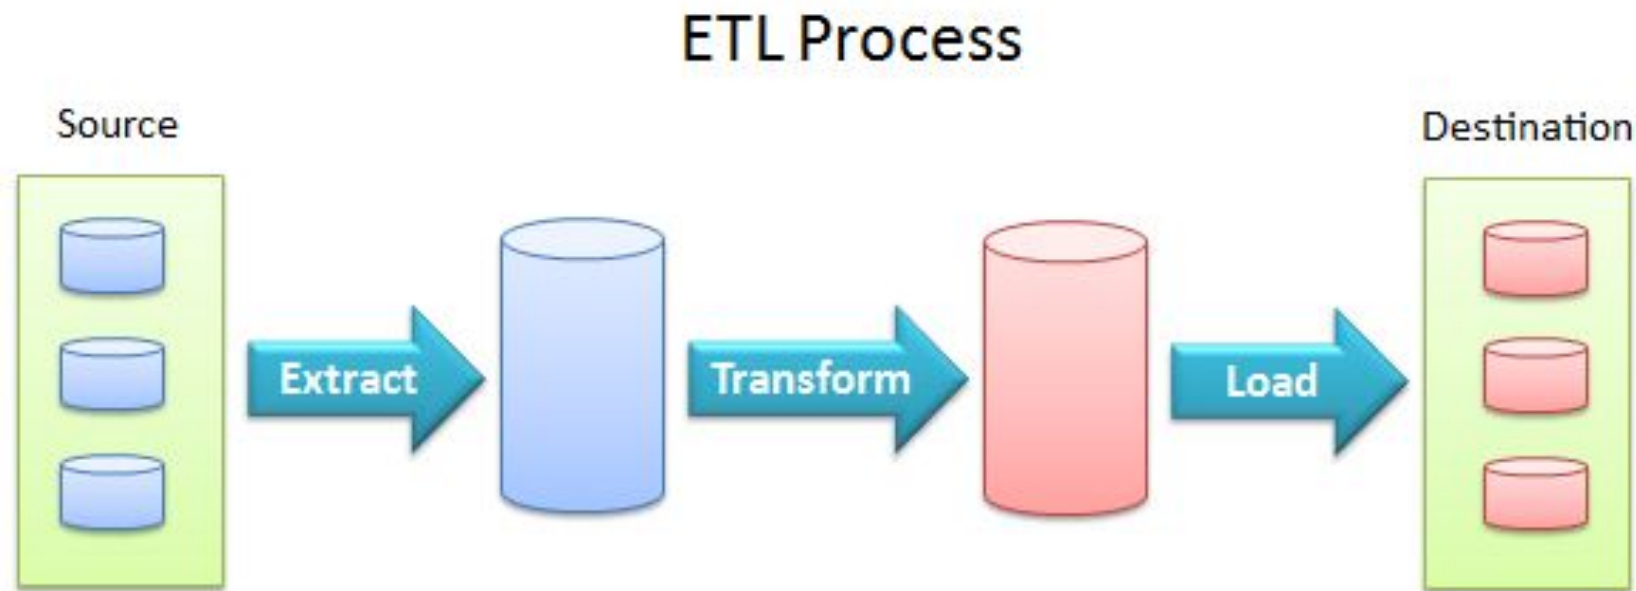 ETL Process
Source
Destination
Extract
Transform
Load